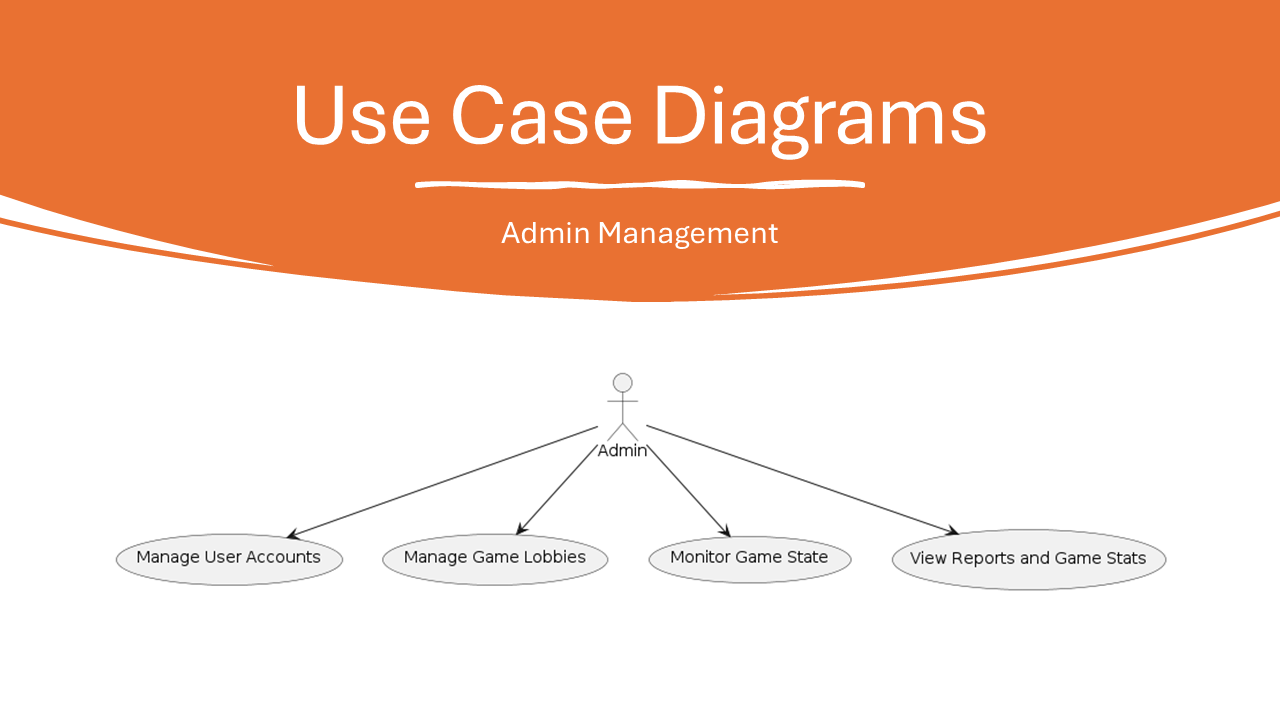 Use Case Diagrams
Admin Management
Admin
Manage User Accounts
Manage Game Lobbies
Monitor Game State
View Reports and Game Stats